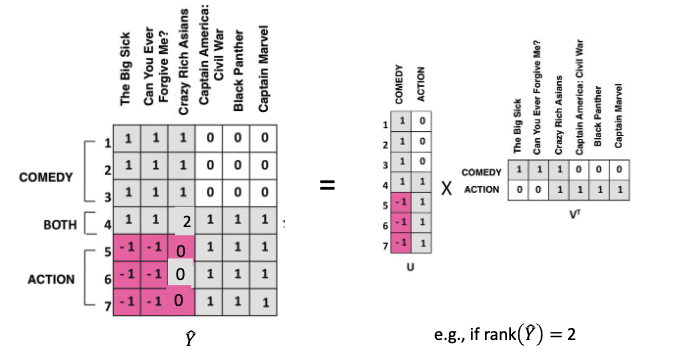 The Big Sick
Can You Ever
Forgive Me?
Crazy Rich Asians
Captain America:
Civil War
Black Panther
Captain Marvel
COMEDY
BOTH
ACTION
1 1 1 1 0 0 0
2 1 1 1 0 0 0
3 1 1 1 0 0 0
4 1 1 2 1 1 1
5 -1 -1 0 1 1 1
6 -1 -1 0 1 1 1
7 -1 -1 0 1 1 1
Ŷ
=
COMEDY
ACTION
1 1 0
2 1 0
3 1 0
4 1 1
5 -1 1
6 -1 1
7 -1 1
U
X
The Big Sick
Can You Ever Forgive Me?
Crazy Rich Asians
Captain America: Civil War
Black Panther
Captain Marvel
COMEDY 1 1 1 0 0 0
ACTION 0 0 1 1 1 1
Vᵀ
e.g., if rank(Ŷ) = 2